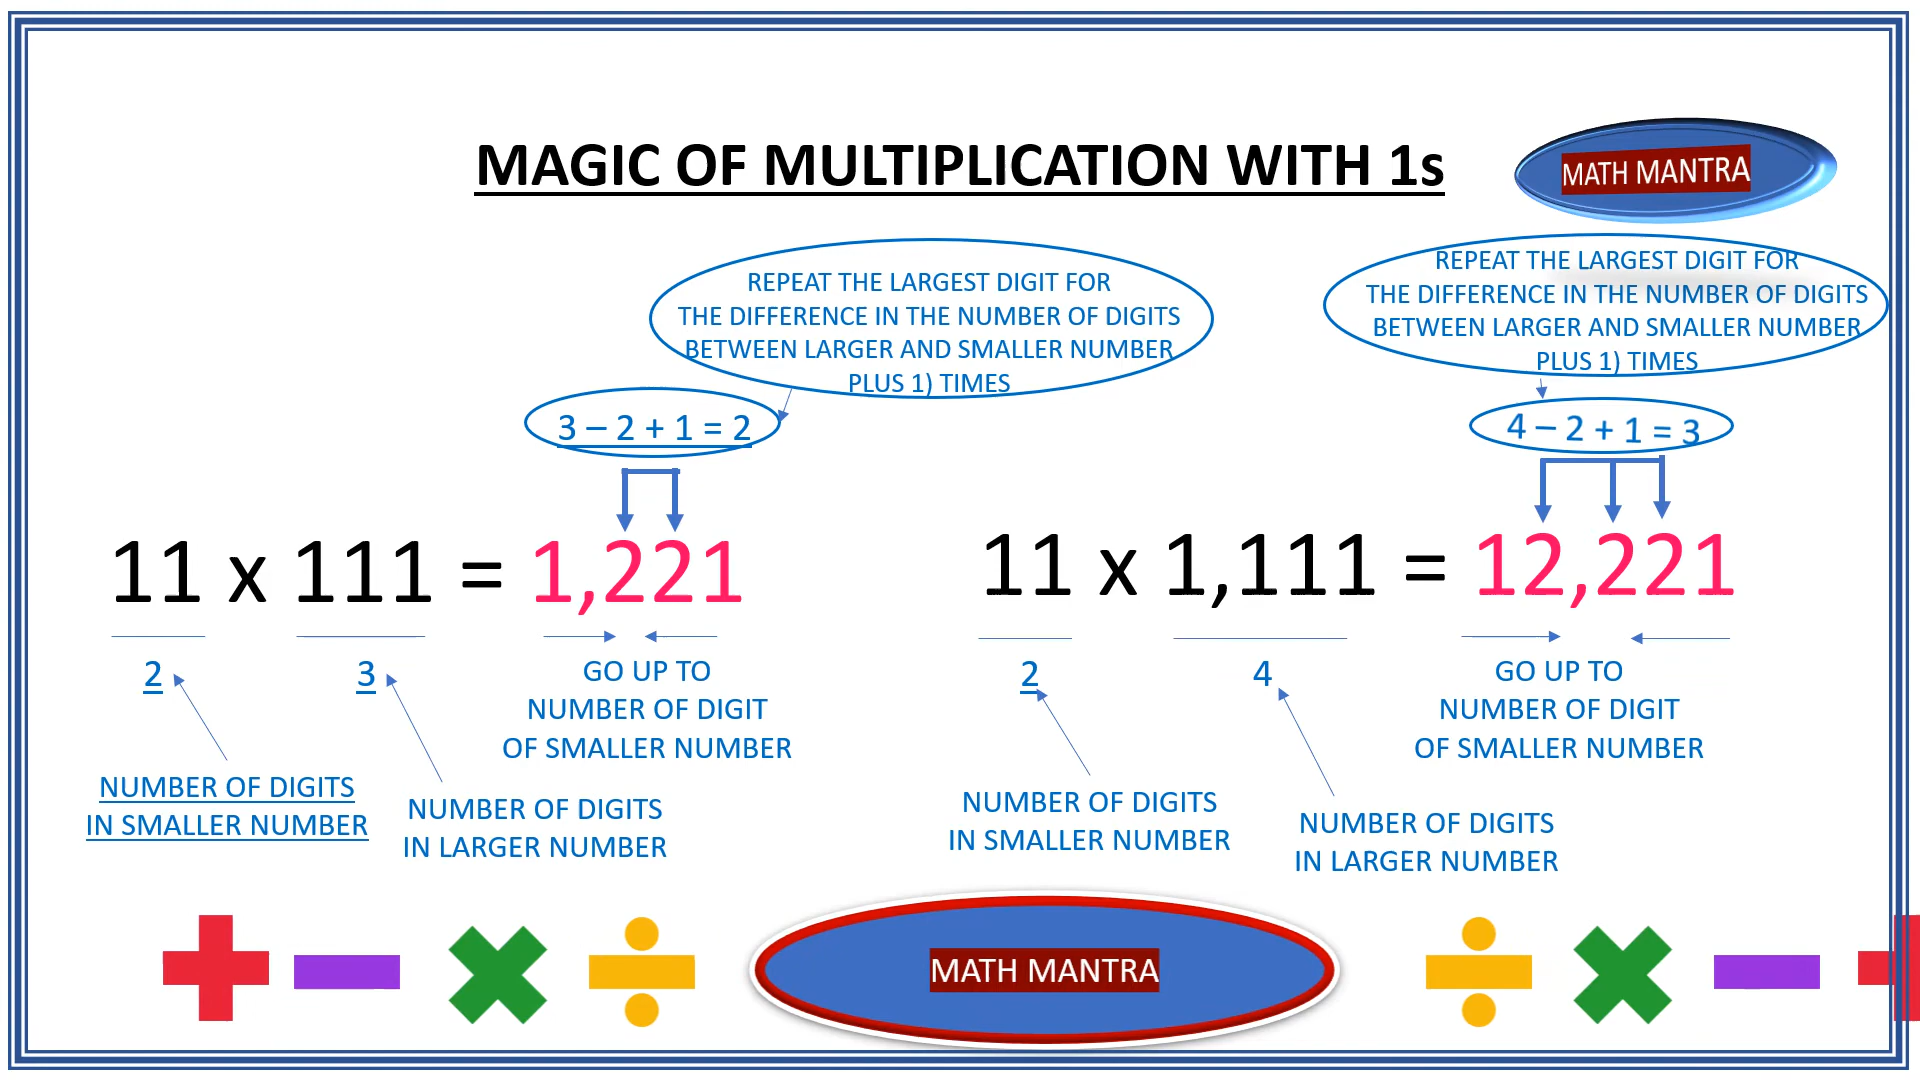 MAGIC OF MULTIPLICATION WITH 1s
MATH MANTRA
REPEAT THE LARGEST DIGIT FOR
THE DIFFERENCE IN THE NUMBER OF DIGITS
BETWEEN LARGER AND SMALLER NUMBER
PLUS 1) TIMES
3 – 2 + 1 = 2
11 x 111 = 1,221
2
3
GO UP TO
NUMBER OF DIGIT
OF SMALLER NUMBER
NUMBER OF DIGITS
IN SMALLER NUMBER
NUMBER OF DIGITS
IN LARGER NUMBER
REPEAT THE LARGEST DIGIT FOR
THE DIFFERENCE IN THE NUMBER OF DIGITS
BETWEEN LARGER AND SMALLER NUMBER
PLUS 1) TIMES
4 – 2 + 1 = 3
11 x 1,111 = 12,221
2
4
GO UP TO
NUMBER OF DIGIT
OF SMALLER NUMBER
NUMBER OF DIGITS
IN SMALLER NUMBER
NUMBER OF DIGITS
IN LARGER NUMBER
MATH MANTRA